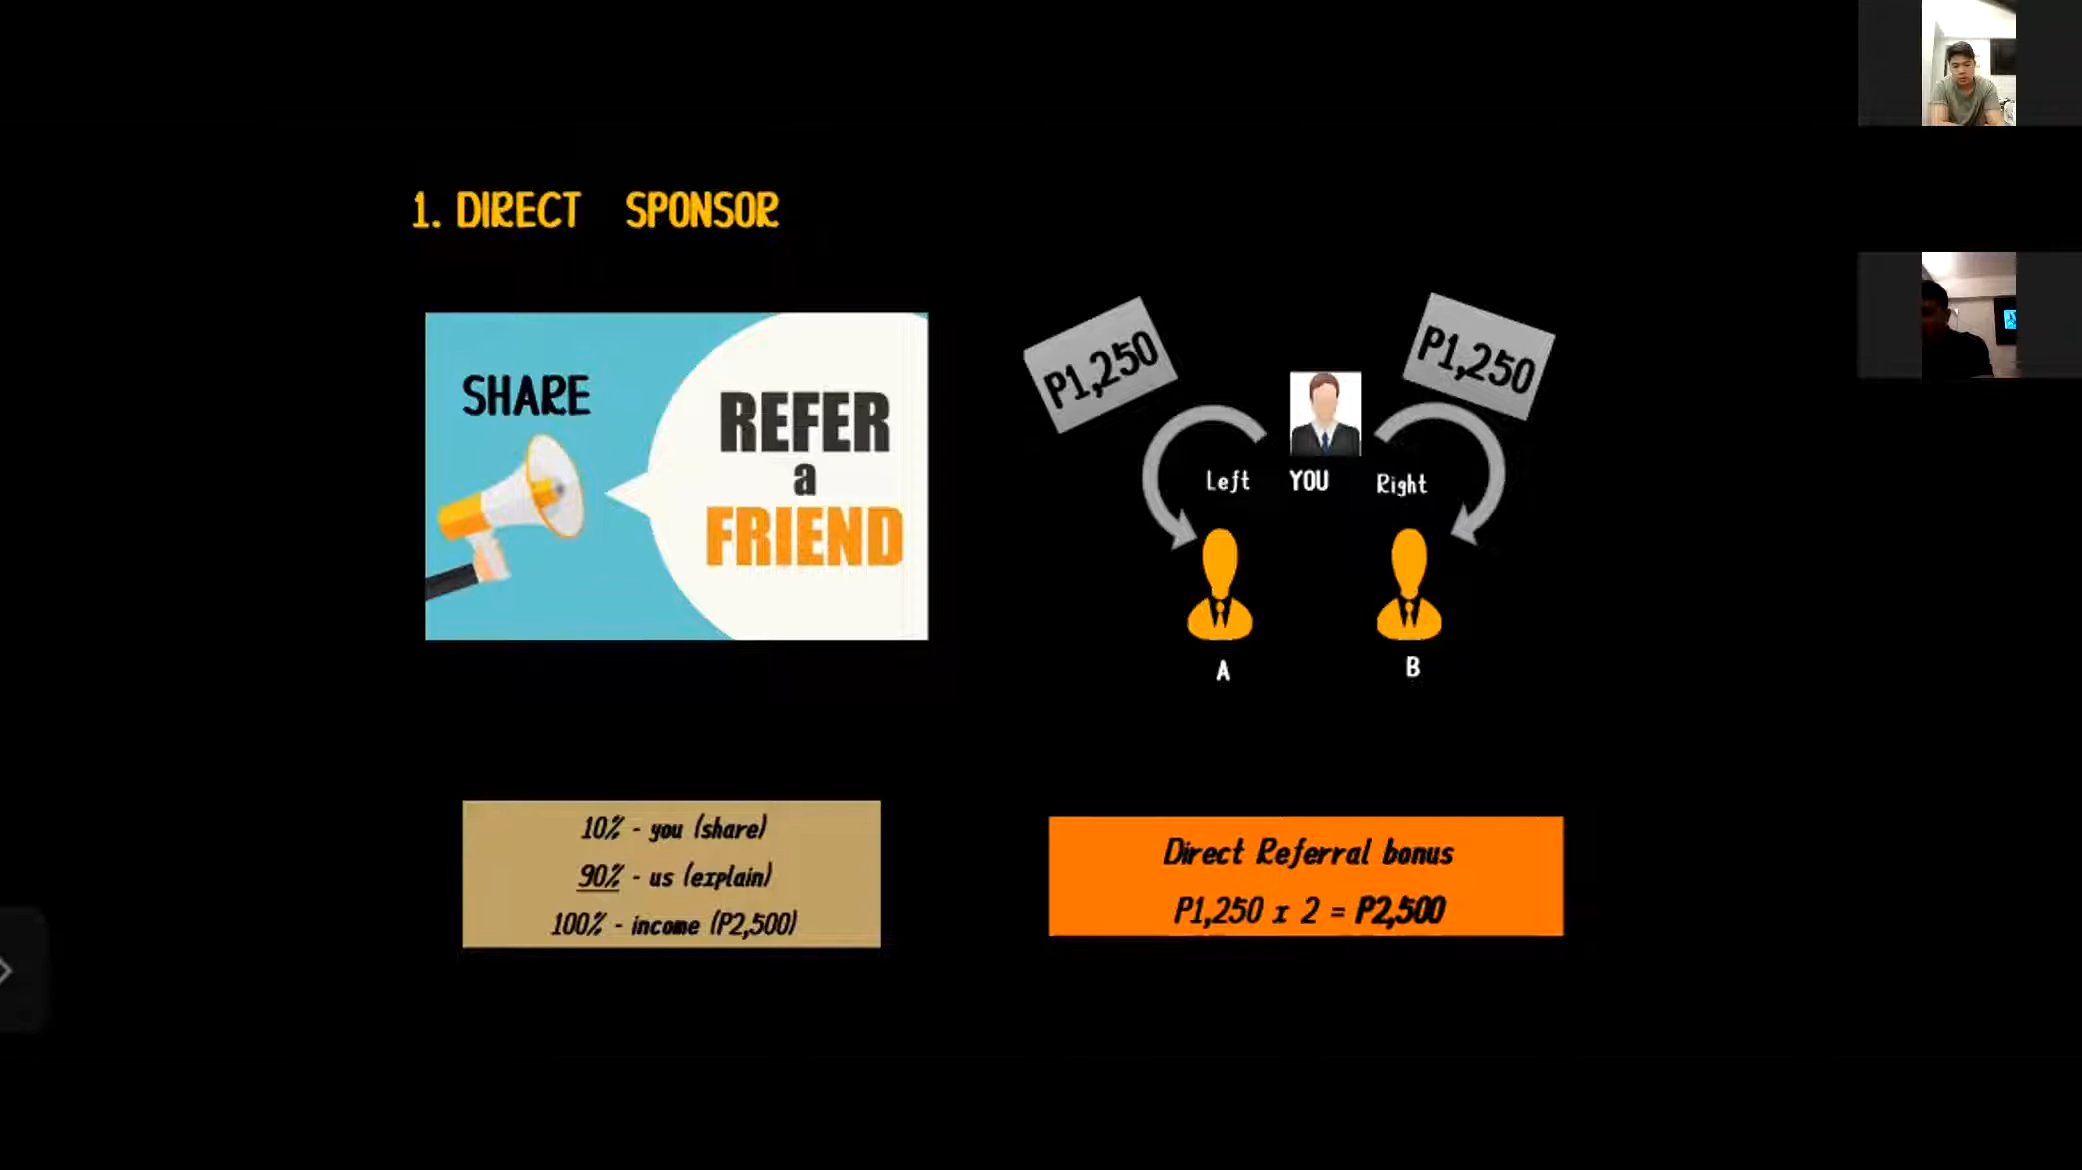 1. DIRECT SPONSOR
SHARE
REFER
a
FRIEND
P1,250
P1,250
Left
YOU
Right
A
B
10% - you (share)
90% - us (explain)
100% - income (P2,500)
Direct Referral bonus
P1,250 x 2 = P2,500